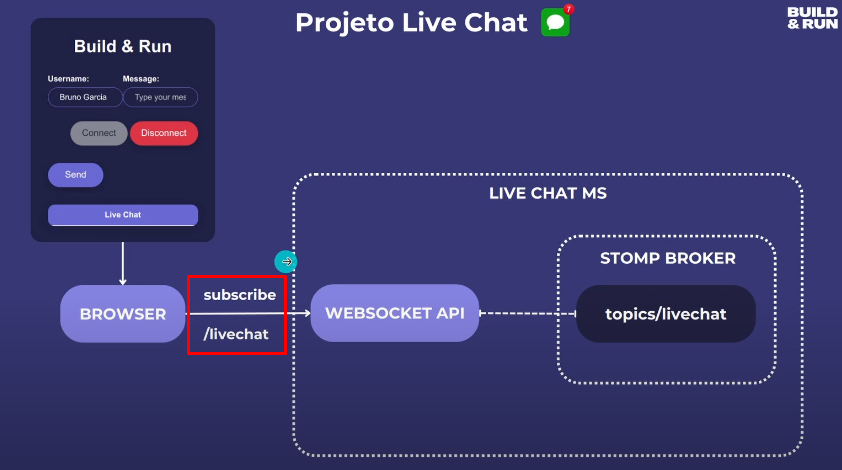 Projeto Live Chat
7
BUILD
& RUN
Build & Run
Username: Message:
Bruno Garcia Type your mes
Connect Disconnect
Send
Live Chat
LIVE CHAT MS
STOMP BROKER
subscribe
BROWSER
/livechat
WEBSOCKET API
topics/livechat